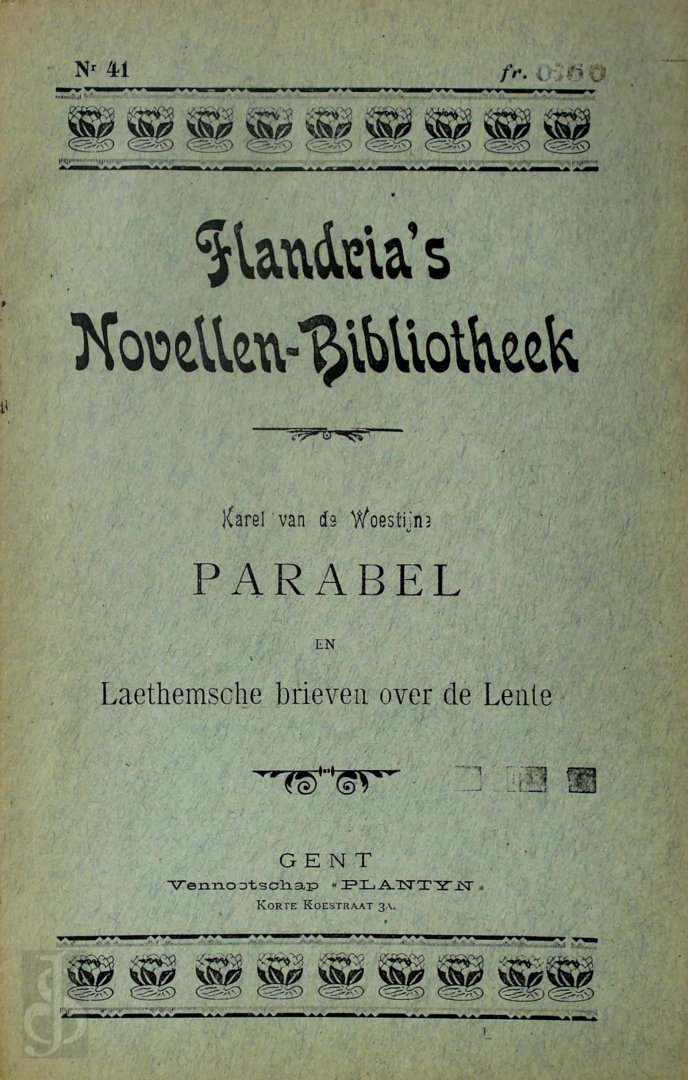 Nr 41
fr. 0:60
Flandria's
Novellen-Bibliotheek
Karel van de Woestijne
PARABEL
EN
Laethemsche brieven over de Lente
GENT
Vennootschap « PLANTYN »
KORTE KOESTRAAT 3A.